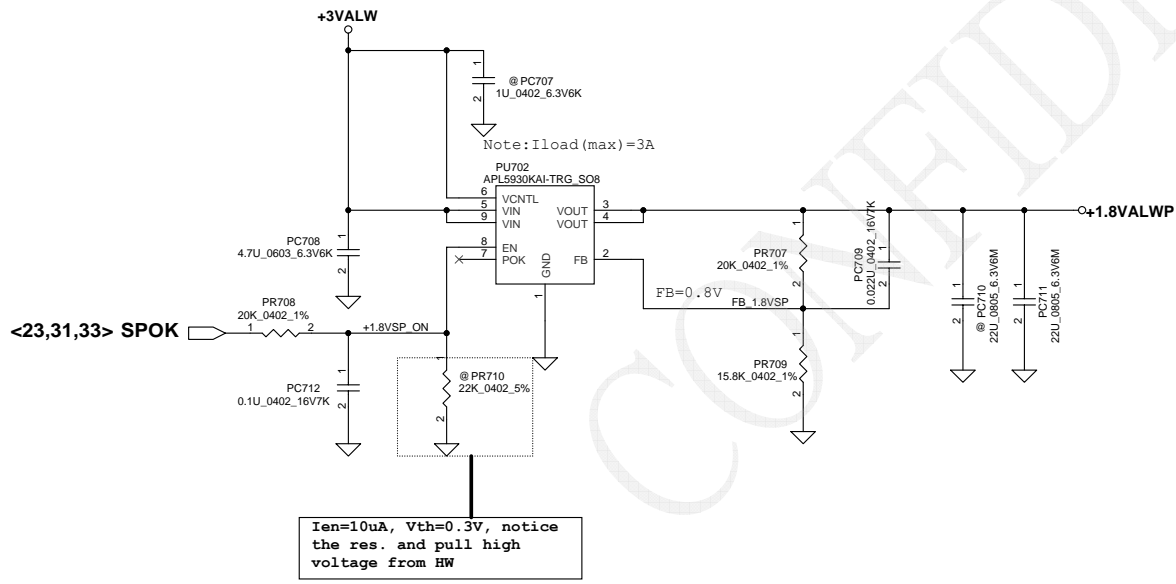 +3VALW
1
@ PC707
1U_0402_6.3V6K
2
Note:Iload(max)=3A
PU702
APL5930KAI-TRG_SO8
6 VCNTL
5 VIN
9 VIN
VOUT 3
VOUT 4
8 EN
7 POK
GND
1
FB 2
+1.8VALWP
1
PC708
4.7U_0603_6.3V6K
2
1
PR707
20K_0402_1%
2
1
PC709
0.022U_0402_16V7K
2
FB=0.8V
FB_1.8VSP
1
@ PC710
22U_0805_6.3V6M
2
1
PC711
22U_0805_6.3V6M
2
<23,31,33> SPOK
PR708
20K_0402_1%
1 2
+1.8VSP_ON
1
PC712
0.1U_0402_16V7K
2
1
@ PR710
22K_0402_5%
2
1
PR709
15.8K_0402_1%
2
Ien=10uA, Vth=0.3V, notice
the res. and pull high
voltage from HW